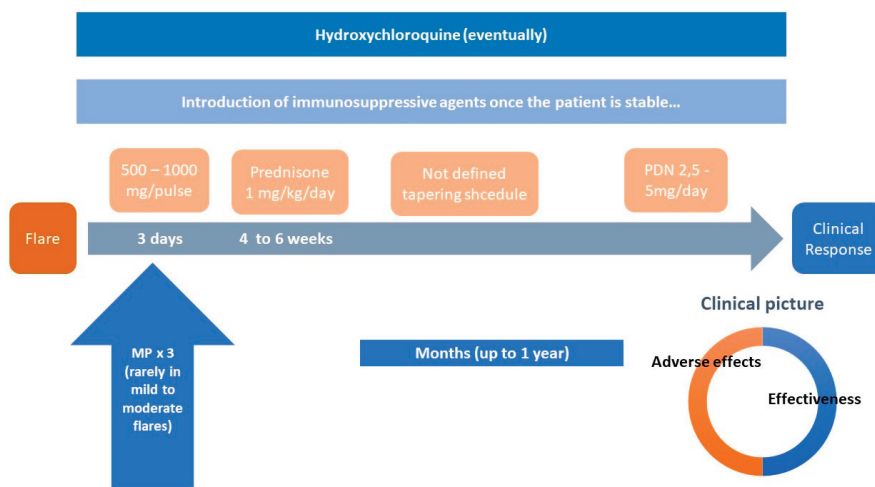 Hydroxychloroquine (eventually)
Introduction of immunosuppressive agents once the patient is stable…
500 – 1000
mg/pulse
Prednisone
1 mg/kg/day
Not defined
tapering shcedule
PDN 2,5 -
5mg/day
Flare
3 days
4 to 6 weeks
Clinical
Response
MP x 3
(rarely in
mild to
moderate
flares)
Months (up to 1 year)
Clinical picture
Adverse effects
Effectiveness